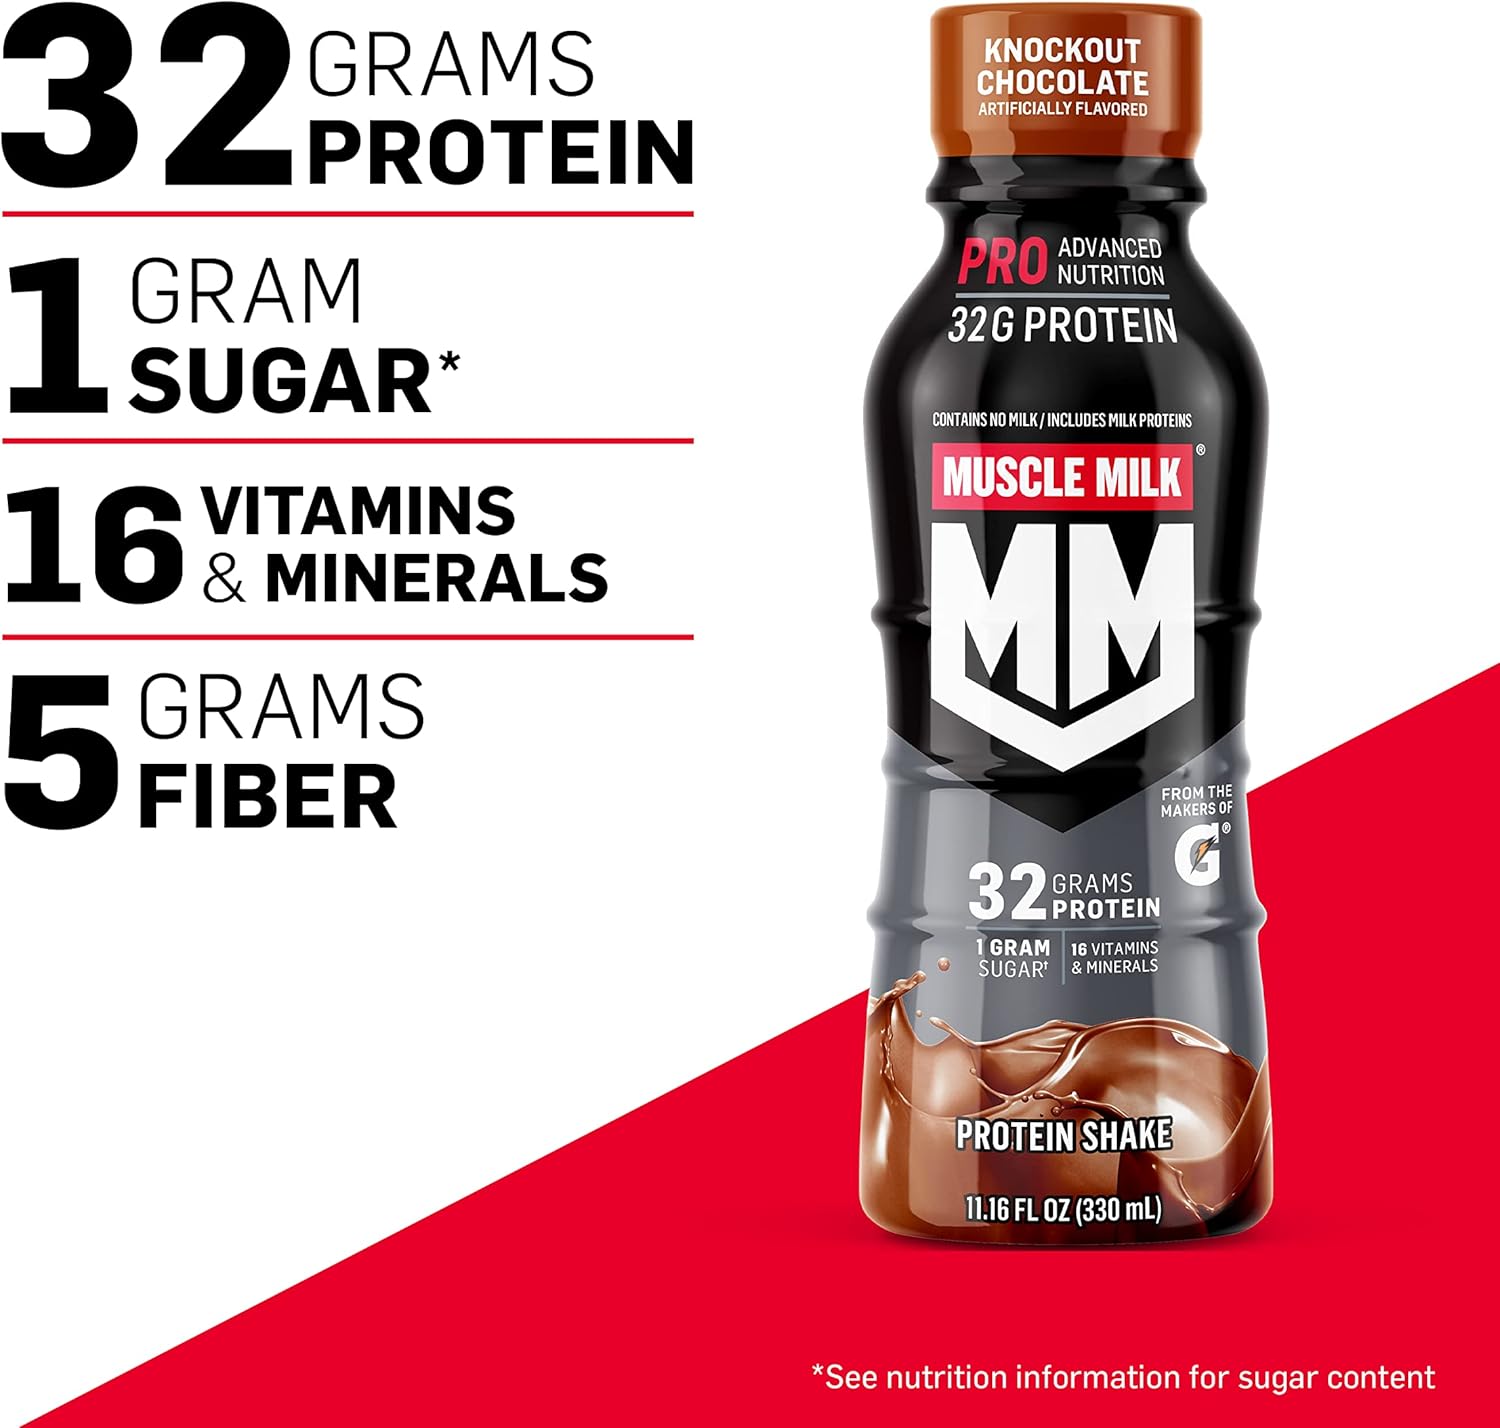 32 GRAMS
PROTEIN
1 GRAM
SUGAR*
16 VITAMINS
& MINERALS
5 GRAMS
FIBER
KNOCKOUT
CHOCOLATE
ARTIFICIALLY FLAVORED
PRO ADVANCED
NUTRITION
32G PROTEIN
CONTAINS NO MILK / INCLUDES MILK PROTEINS
MUSCLE MILK®
MM
FROM THE
MAKERS OF
G®
32 GRAMS
PROTEIN
1 GRAM
SUGAR†
16 VITAMINS
& MINERALS
PROTEIN SHAKE
11.16 FL OZ (330 mL)
*See nutrition information for sugar content